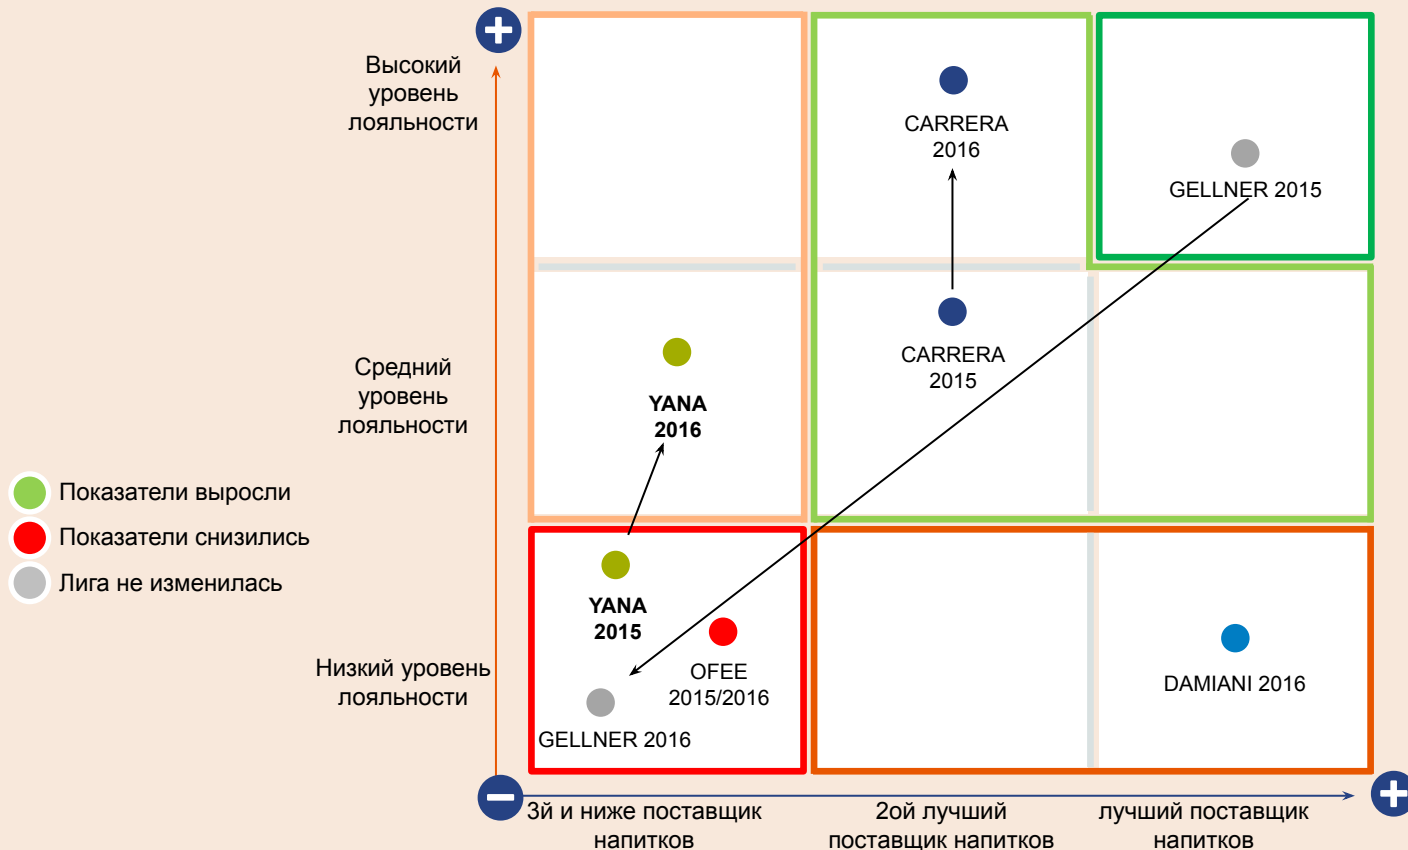 Высокий
уровень
лояльности
CARRERA
2016
GELLNER 2015
Средний
уровень
лояльности
CARRERA
2015
YANA
2016
Показатели выросли
Показатели снизились
Лига не изменилась
YANA
2015
Низкий уровень
лояльности
OFEE
2015/2016
DAMIANI 2016
GELLNER 2016
3й и ниже поставщик
напитков
2ой лучший
поставщик напитков
лучший поставщик
напитков